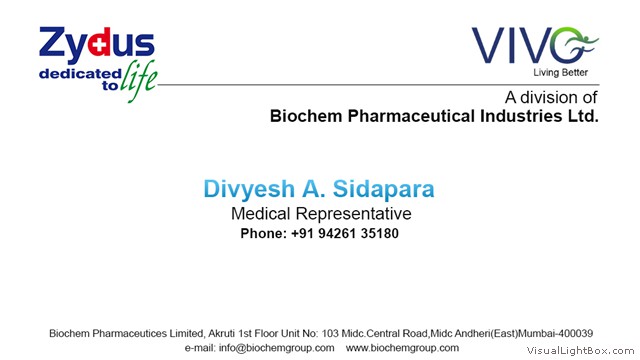 Zydus
dedicated
to life
VIVO
Living Better
A division of
Biochem Pharmaceutical Industries Ltd.
Divyesh A. Sidapara
Medical Representative
Phone: +91 94261 35180
Biochem Pharmaceutices Limited, Akruti 1st Floor Unit No: 103 Midc.Central Road,Midc Andheri(East)Mumbai-400039
e-mail: info@biochemgroup.com www.biochemgroup.com
VisualLightBox.com